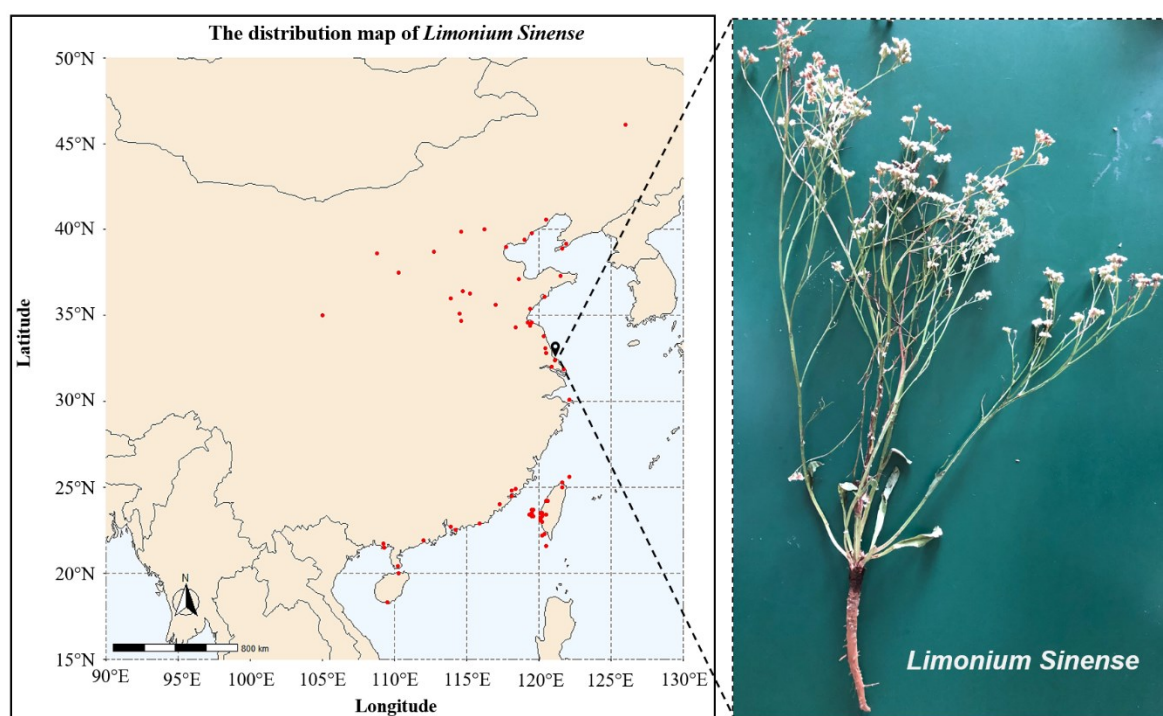 The distribution map of Limonium Sinense
50°N
45°N
40°N
35°N
30°N
25°N
20°N
15°N
Latitude
N
800 km
90°E 95°E 100°E 105°E 110°E 115°E 120°E 125°E 130°E
Longitude
Limonium Sinense